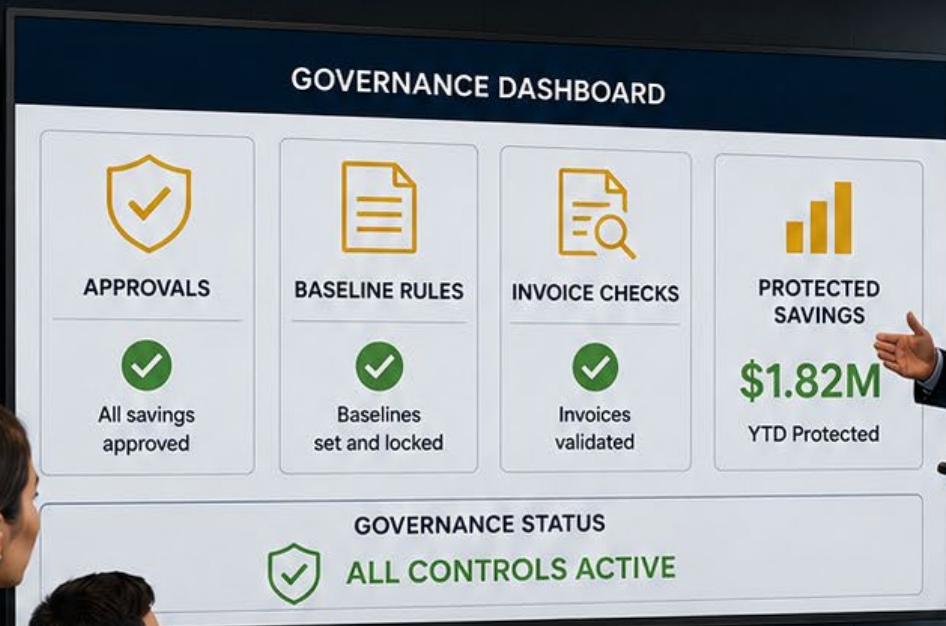 GOVERNANCE DASHBOARD
APPROVALS
All savings
approved
BASELINE RULES
Baselines
set and locked
INVOICE CHECKS
Invoices
validated
PROTECTED
SAVINGS
$1.82M
YTD Protected
GOVERNANCE STATUS
ALL CONTROLS ACTIVE